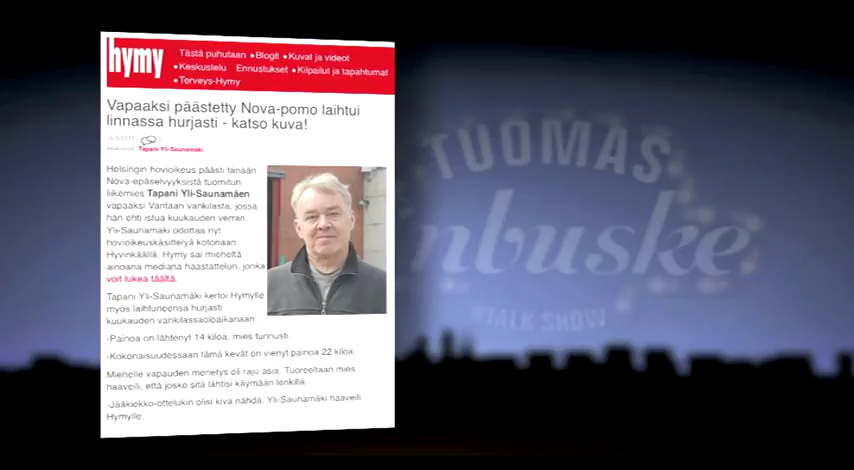 hymy
Tästä puhutaan • Blogit • Kuvat ja videot
• Keskustelu Ennustukset • Kilpailut ja tapahtumat
• Terveys-Hymy
Vapaaksi päästetty Nova-pomo laihtui
linnassa hurjasti - katso kuva!
Tapani Yli-Saunamäki
Helsingin hovioikeus päästi tänään
Nova-epäselvyyksistä tuomitun
liikemies Tapani Yli-Saunamäen
vapaaksi Vantaan vankilasta, jossa
hän ehti istua kuukauden verran.
Yli-Saunamäki odottaa nyt
hovioikeuskäsittelyä kotonaan
Hyvinkäällä. Hymy sai mieheltä
ainoana mediana haastattelun, jonka
voit lukea täältä.
Tapani Yli-Saunamäki kertoi Hymylle
myös laihtuneensa hurjasti
kuukauden vankilassaoloaikanaan.
-Painoa on lähtenyt 14 kiloa, mies tunnusti.
-Kokonaisuudessaan tämä kevät on vienyt painoa 22 kiloa.
Miehelle vapauden menetys oli raju asia. Tuoreeltaan mies
haaveili, että josko sitä lähtisi käymään lenkillä.
-Jääkiekko-ottelukin olisi kiva nähdä, Yli-Saunamäki haaveili
Hymylle.
TUOMAS
nbuske
TALK SHOW